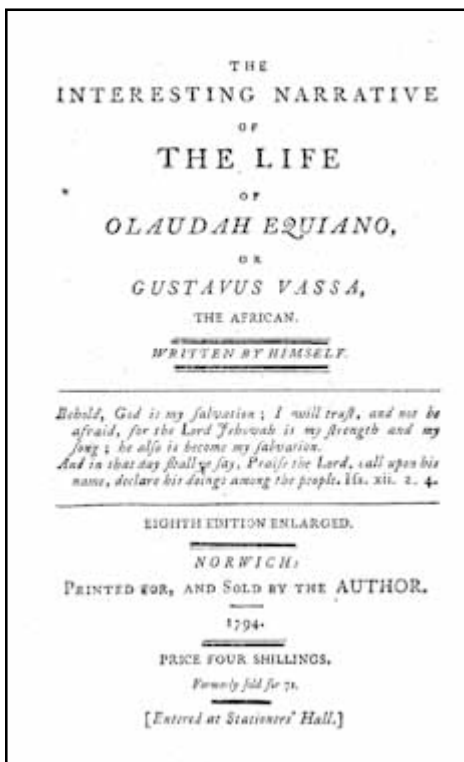 THE
INTERESTING NARRATIVE
OF
THE LIFE
OF
OLAUDAH EQUIANO,
OR
GUSTAVUS VASSA,
THE AFRICAN.
WRITTEN BY HIMSELF.
Behold, God is my ſalvation; I will truſt, and not be
afraid, for the Lord Jehovah is my ſtrength and my
ſong; he alſo is become my ſalvation.
And in that day ſhall ye ſay, Praiſe the Lord, call upon his
name, declare his doings among the people. Iſa. xii. 2. 4.
EIGHTH EDITION ENLARGED.
NORWICH:
PRINTED FOR, AND SOLD BY THE AUTHOR.
1794.
PRICE FOUR SHILLINGS.
Formerly ſold for 7s.
[Entered at Stationers' Hall.]